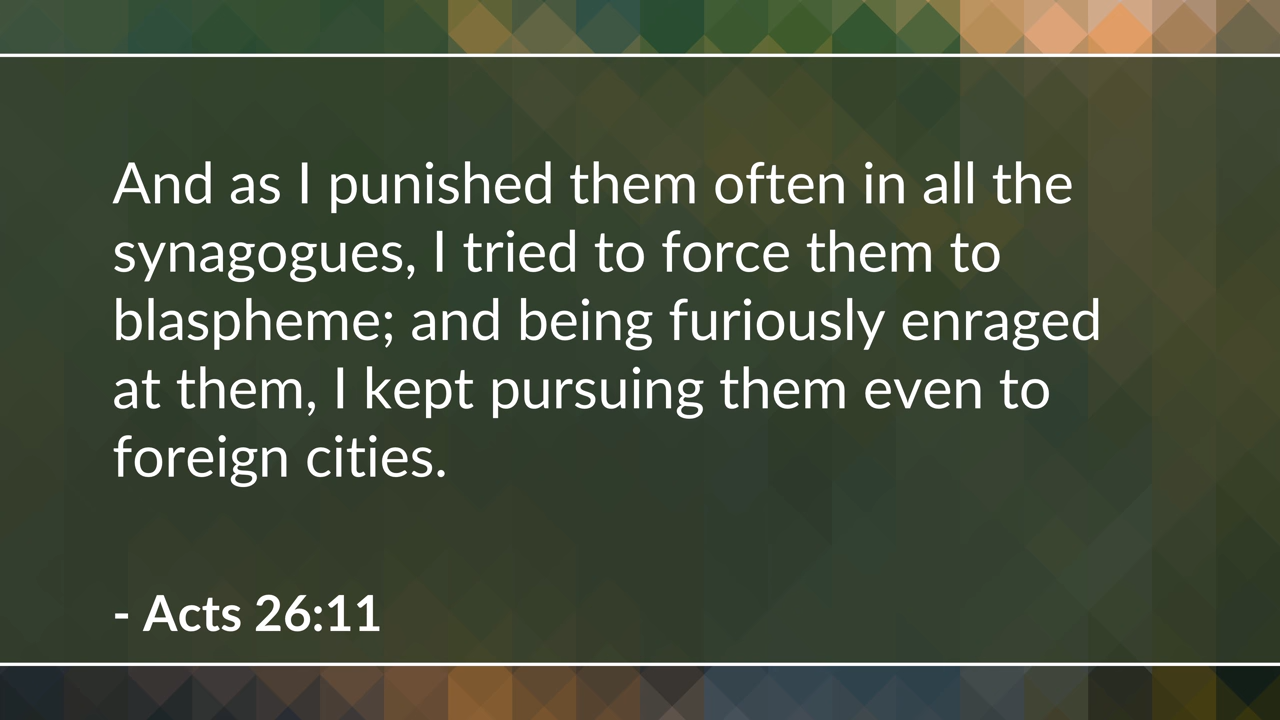 And as I punished them often in all the
synagogues, I tried to force them to
blaspheme; and being furiously enraged
at them, I kept pursuing them even to
foreign cities.
- Acts 26:11